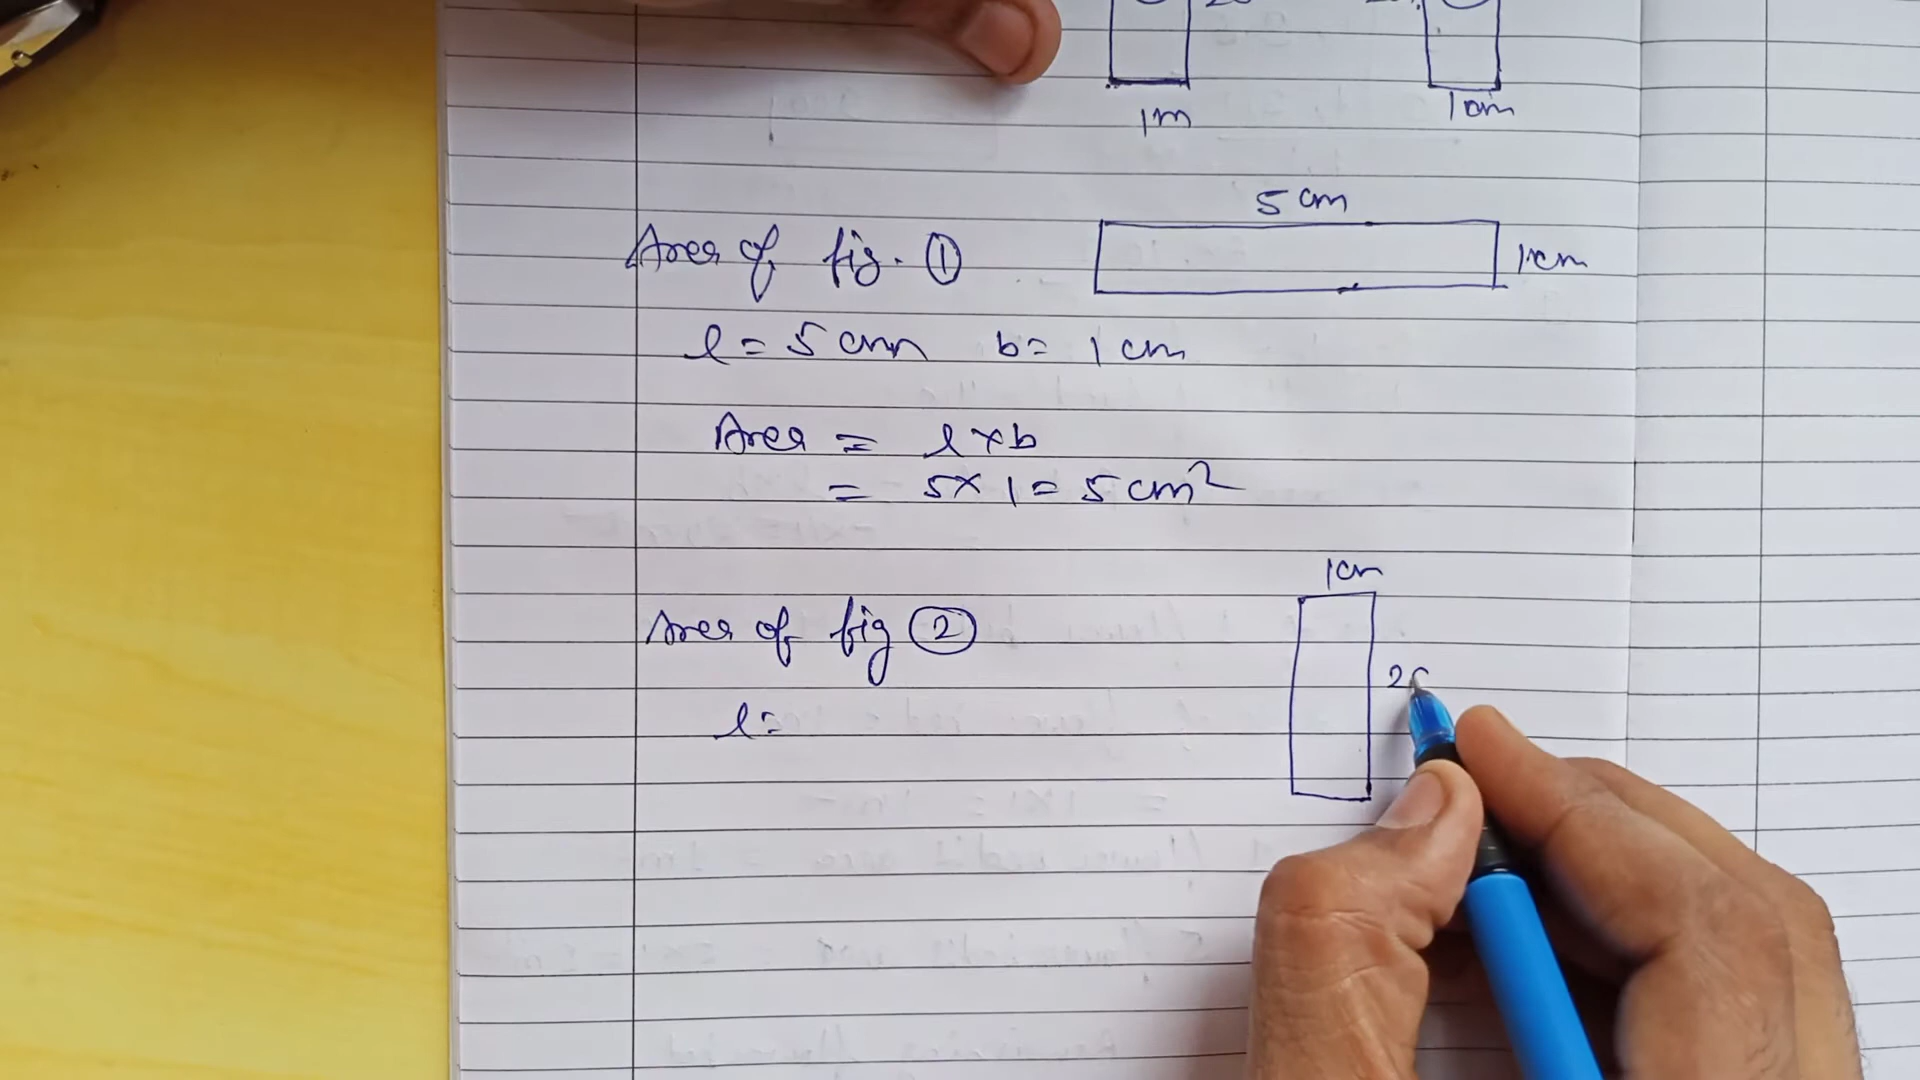 1m
1cm
5 cm
Area of fig. ①
1cm
l = 5 cm b = 1 cm
Area = l × b
= 5 × 1 = 5 cm²
1cm
Area of fig ②
2c
l =